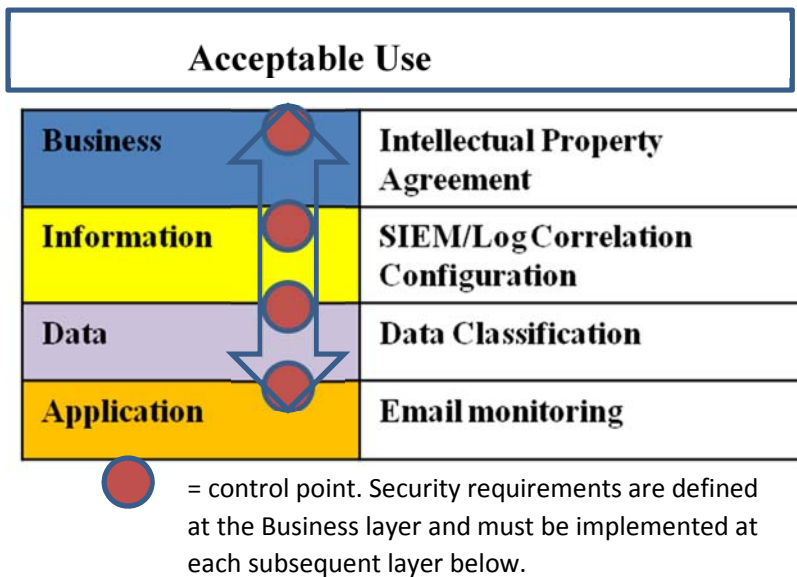 Acceptable Use
Business
Intellectual Property
Agreement
Information
SIEM/Log Correlation
Configuration
Data
Data Classification
Application
Email monitoring
= control point. Security requirements are defined
at the Business layer and must be implemented at
each subsequent layer below.